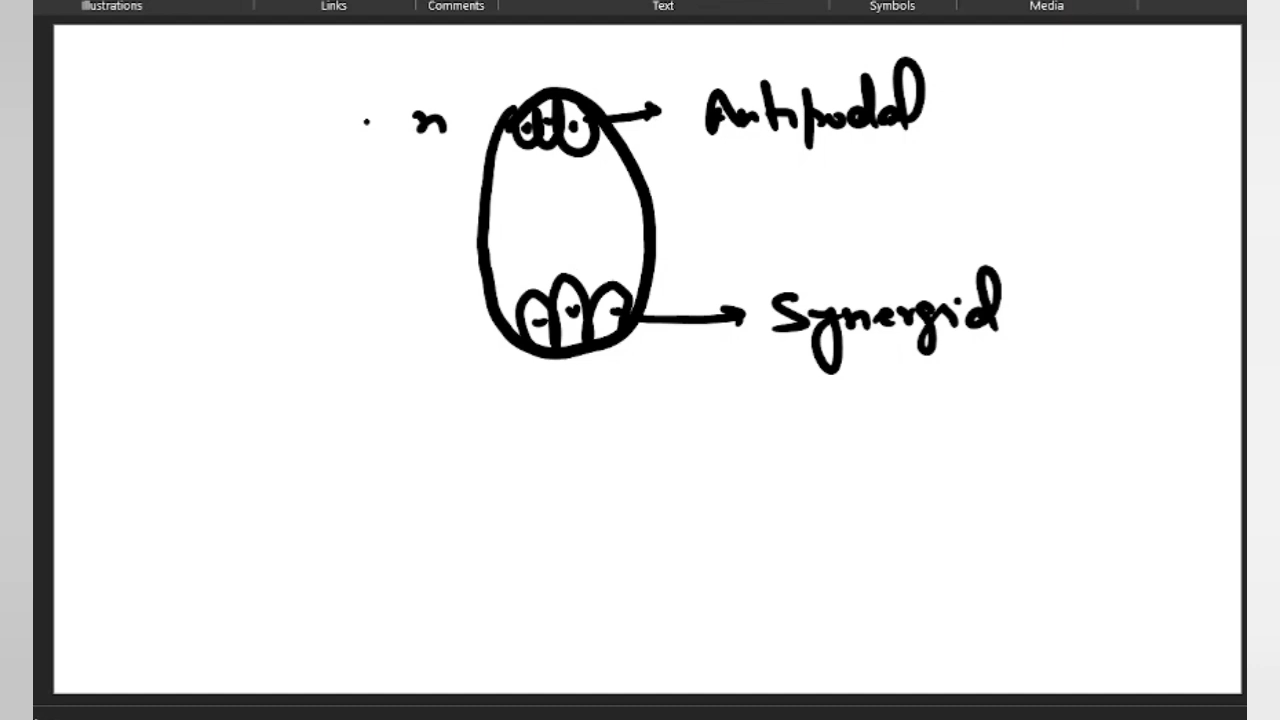 Illustrations Links Comments Text Symbols Media
n Antipodal
Synergid